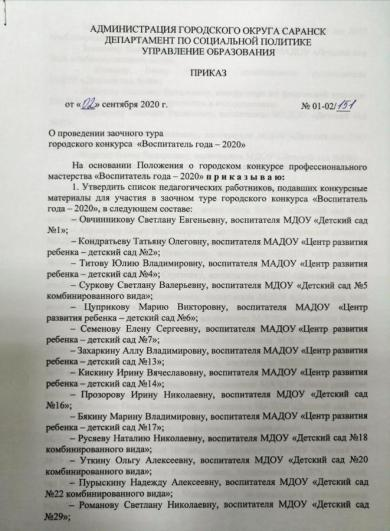 АДМИНИСТРАЦИЯ ГОРОДСКОГО ОКРУГА САРАНСК
ДЕПАРТАМЕНТ ПО СОЦИАЛЬНОЙ ПОЛИТИКЕ
УПРАВЛЕНИЕ ОБРАЗОВАНИЯ
ПРИКАЗ
от «02» сентября 2020 г. № 01-02/151
О проведении заочного тура
городского конкурса «Воспитатель года – 2020»
На основании Положения о городском конкурсе профессионального
мастерства «Воспитатель года – 2020» п р и к а з ы в а ю:
1. Утвердить список педагогических работников, подавших конкурсные
материалы для участия в заочном туре городского конкурса «Воспитатель
года – 2020», в следующем составе:
– Овчинникову Светлану Евгеньевну, воспитателя МДОУ «Детский сад
№1»;
– Кондратьеву Татьяну Олеговну, воспитателя МАДОУ «Центр развития
ребенка – детский сад №2»;
– Титову Юлию Владимировну, воспитателя МАДОУ «Центр развития
ребенка – детский сад №4»;
– Суркову Светлану Валерьевну, воспитателя МДОУ «Детский сад №5
комбинированного вида»;
– Цуприкову Марию Викторовну, воспитателя МАДОУ «Центр
развития ребенка – детский сад №6»;
– Семенову Елену Сергеевну, воспитателя МАДОУ «Центр развития
ребенка – детский сад №7»;
– Захаркину Аллу Владимировну, воспитателя МАДОУ «Центр развития
ребенка – детский сад №13»;
– Кискину Ирину Вячеславовну, воспитателя МАДОУ «Центр развития
ребенка – детский сад №14»;
– Прозорову Ирину Николаевну, воспитателя МДОУ «Детский сад
№16»;
– Бякину Марину Владимировну, воспитателя МАДОУ «Центр развития
ребенка – детский сад №17»;
– Русяеву Наталию Николаевну, воспитателя МДОУ «Детский сад №18
комбинированного вида»;
– Уткину Ольгу Алексеевну, воспитателя МДОУ «Детский сад №20
комбинированного вида»;
– Пурыскину Надежду Алексеевну, воспитателя МДОУ «Детский сад
№22 комбинированного вида»;
– Романову Светлану Николаевну, воспитателя МДОУ «Детский сад
№29»;